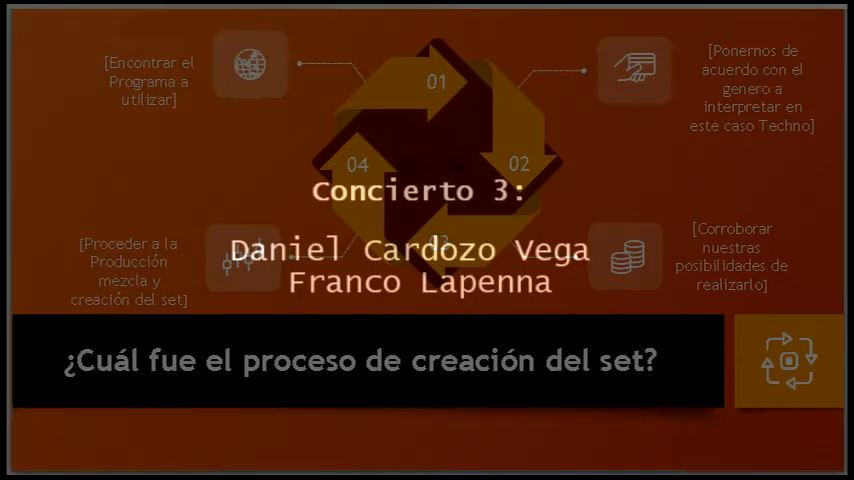 [Encontrar el
Programa a
utilizar]
01
[Ponernos de
acuerdo con el
genero a
interpretar en
este caso Techno]
04
02
Concierto 3:
Daniel Cardozo Vega
Franco Lapenna
03
[Proceder a la
Producción
mezcla y
creación del set]
[Corroborar
nuestras
posibilidades de
realizarlo]
¿Cuál fue el proceso de creación del set?